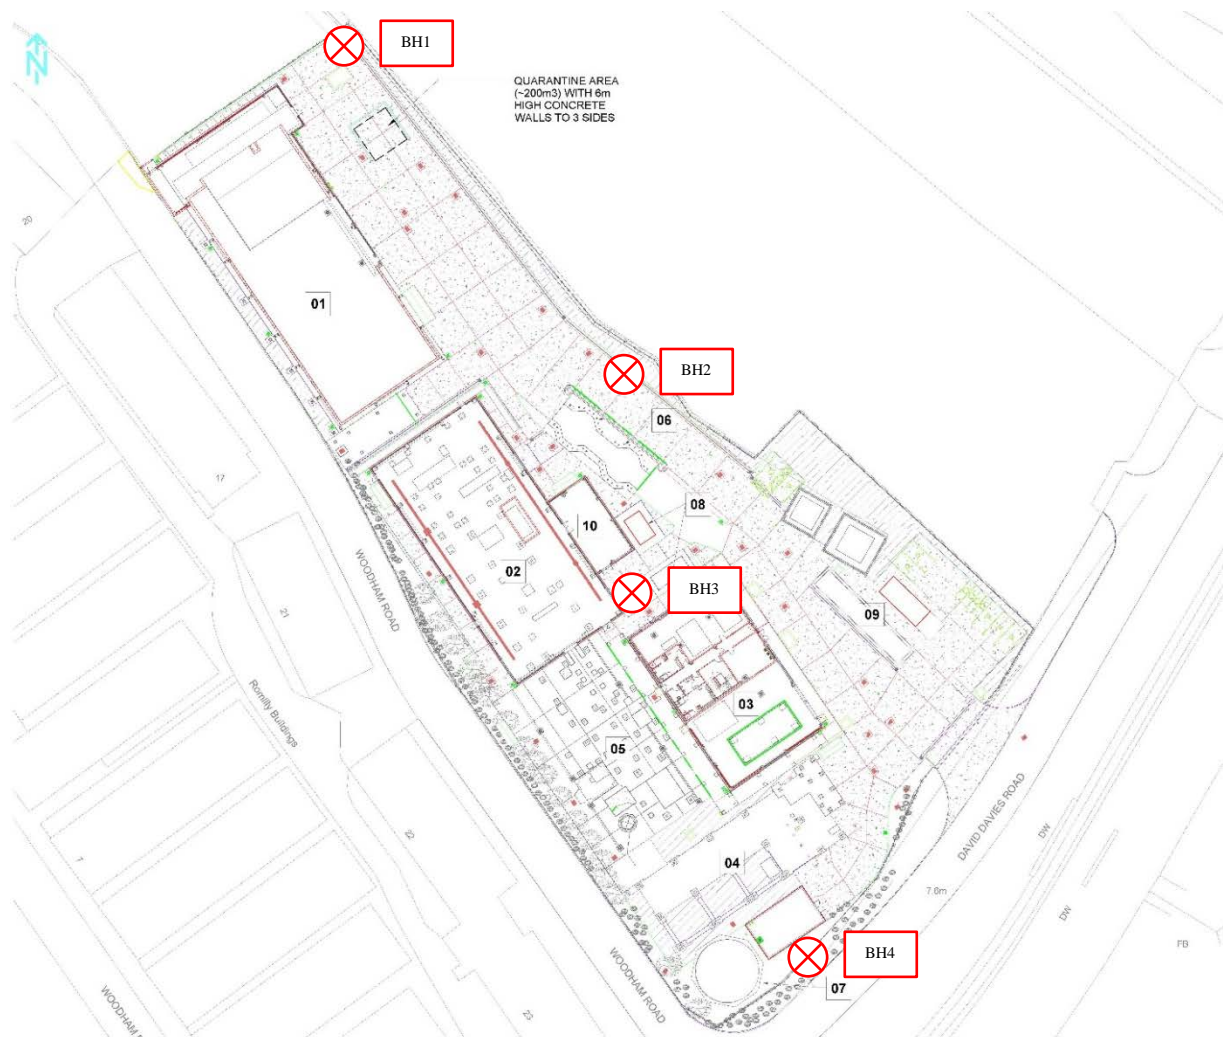 N
BH1
QUARANTINE AREA
(~200m3) WITH 6m
HIGH CONCRETE
WALLS TO 3 SIDES
20
01
BH2
06
17
08
10
02
WOODHAM ROAD
BH3
21
09
Romilly Buildings
03
05
DAVID DAVIES ROAD
DW
22
04
7
7.6m
DW
BH4
FB
WOODHAM ROAD
07
WOODHAM
23